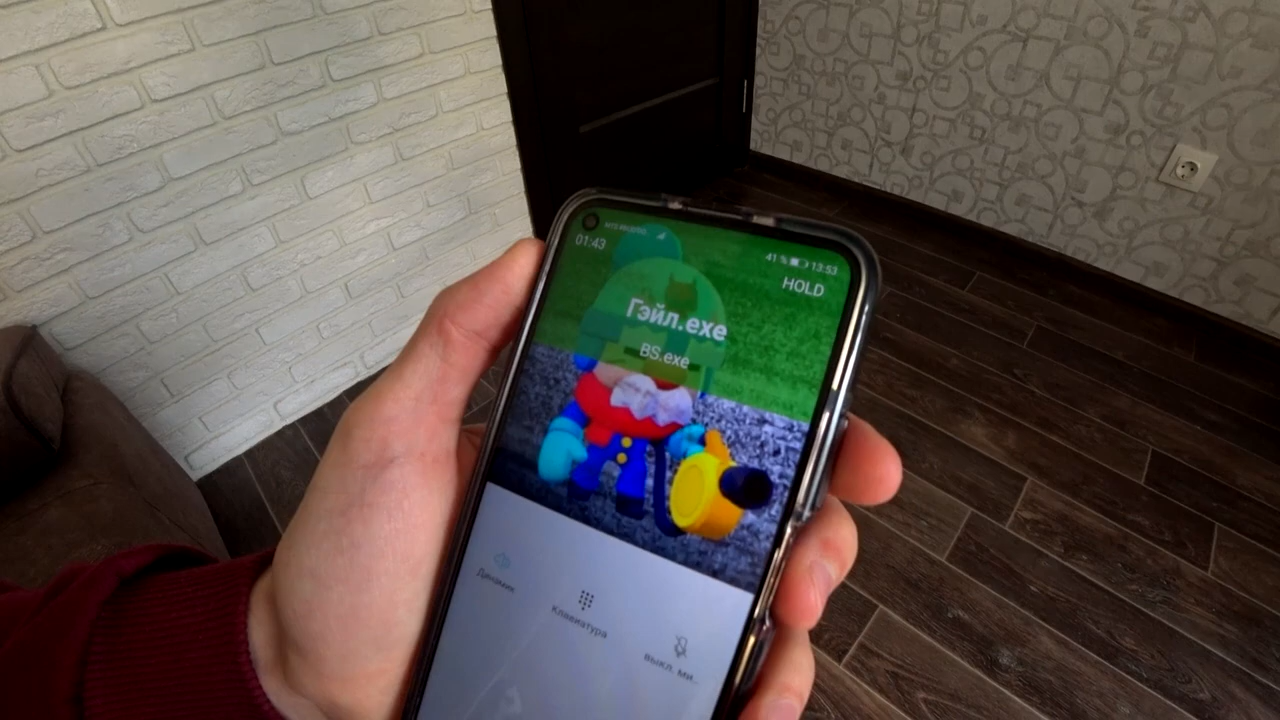 01:43
41 % 13:53
HOLD
Гэйл.exe
BS.exe
Динамик
Клавиатура
выкл. ми...